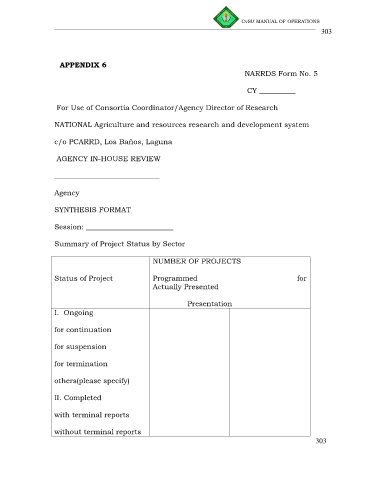 CvSU MANUAL OF OPERATIONS
303
APPENDIX 6
NARRDS Form No. 5
CY __________
For Use of Consortia Coordinator/Agency Director of Research
NATIONAL Agriculture and resources research and development system
c/o PCARRD, Los Baños, Laguna
AGENCY IN-HOUSE REVIEW
______________________________
Agency
SYNTHESIS FORMAT
Session: _________________________
Summary of Project Status by Sector
NUMBER OF PROJECTS
Status of Project
Programmed for
Actually Presented
Presentation
I. Ongoing
for continuation
for suspension
for termination
others(please specify)
II. Completed
with terminal reports
without terminal reports
303